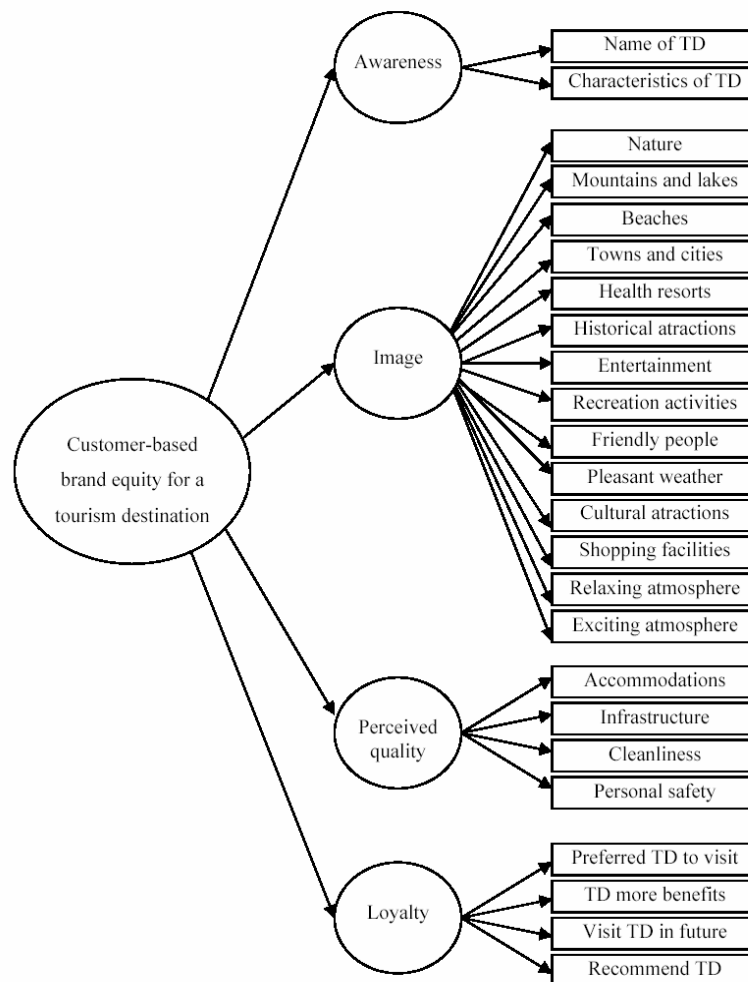 Awareness
Name of TD
Characteristics of TD
Nature
Mountains and lakes
Beaches
Towns and cities
Health resorts
Historical atractions
Image
Entertainment
Recreation activities
Friendly people
Pleasant weather
Cultural atractions
Shopping facilities
Relaxing atmosphere
Exciting atmosphere
Customer-based
brand equity for a
tourism destination
Accommodations
Infrastructure
Perceived
quality
Cleanliness
Personal safety
Preferred TD to visit
TD more benefits
Loyalty
Visit TD in future
Recommend TD